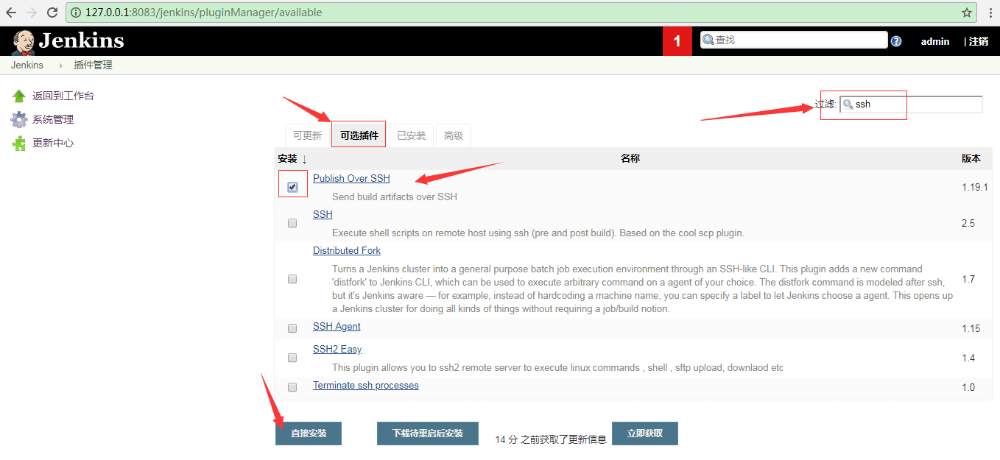 127.0.0.1:8083/jenkins/pluginManager/available
Jenkins
1
查找
admin
| 注销
Jenkins
插件管理
返回到工作台
系统管理
更新中心
过滤: ssh
可更新
可选插件
已安装
高级
安装 ↓
名称
版本
Publish Over SSH
Send build artifacts over SSH
1.19.1
SSH
Execute shell scripts on remote host using ssh (pre and post build). Based on the cool scp plugin.
2.5
Distributed Fork
Turns a Jenkins cluster into a general purpose batch job execution environment through an SSH-like CLI. This plugin adds a new command
'distfork' to Jenkins CLI, which can be used to execute arbitrary command on a agent of your choice. The distfork command is modeled after ssh,
but it's Jenkins aware — for example, instead of hardcoding a machine name, you can specify a label to let Jenkins choose a agent. This opens up
a Jenkins cluster for doing all kinds of things without requiring a job/build notion.
1.7
SSH Agent
1.15
SSH2 Easy
This plugin allows you to ssh2 remote server to execute linux commands , shell , sftp upload, downlaod etc
1.4
Terminate ssh processes
1.0
直接安装
下载待重启后安装
14 分 之前获取了更新信息
立即获取